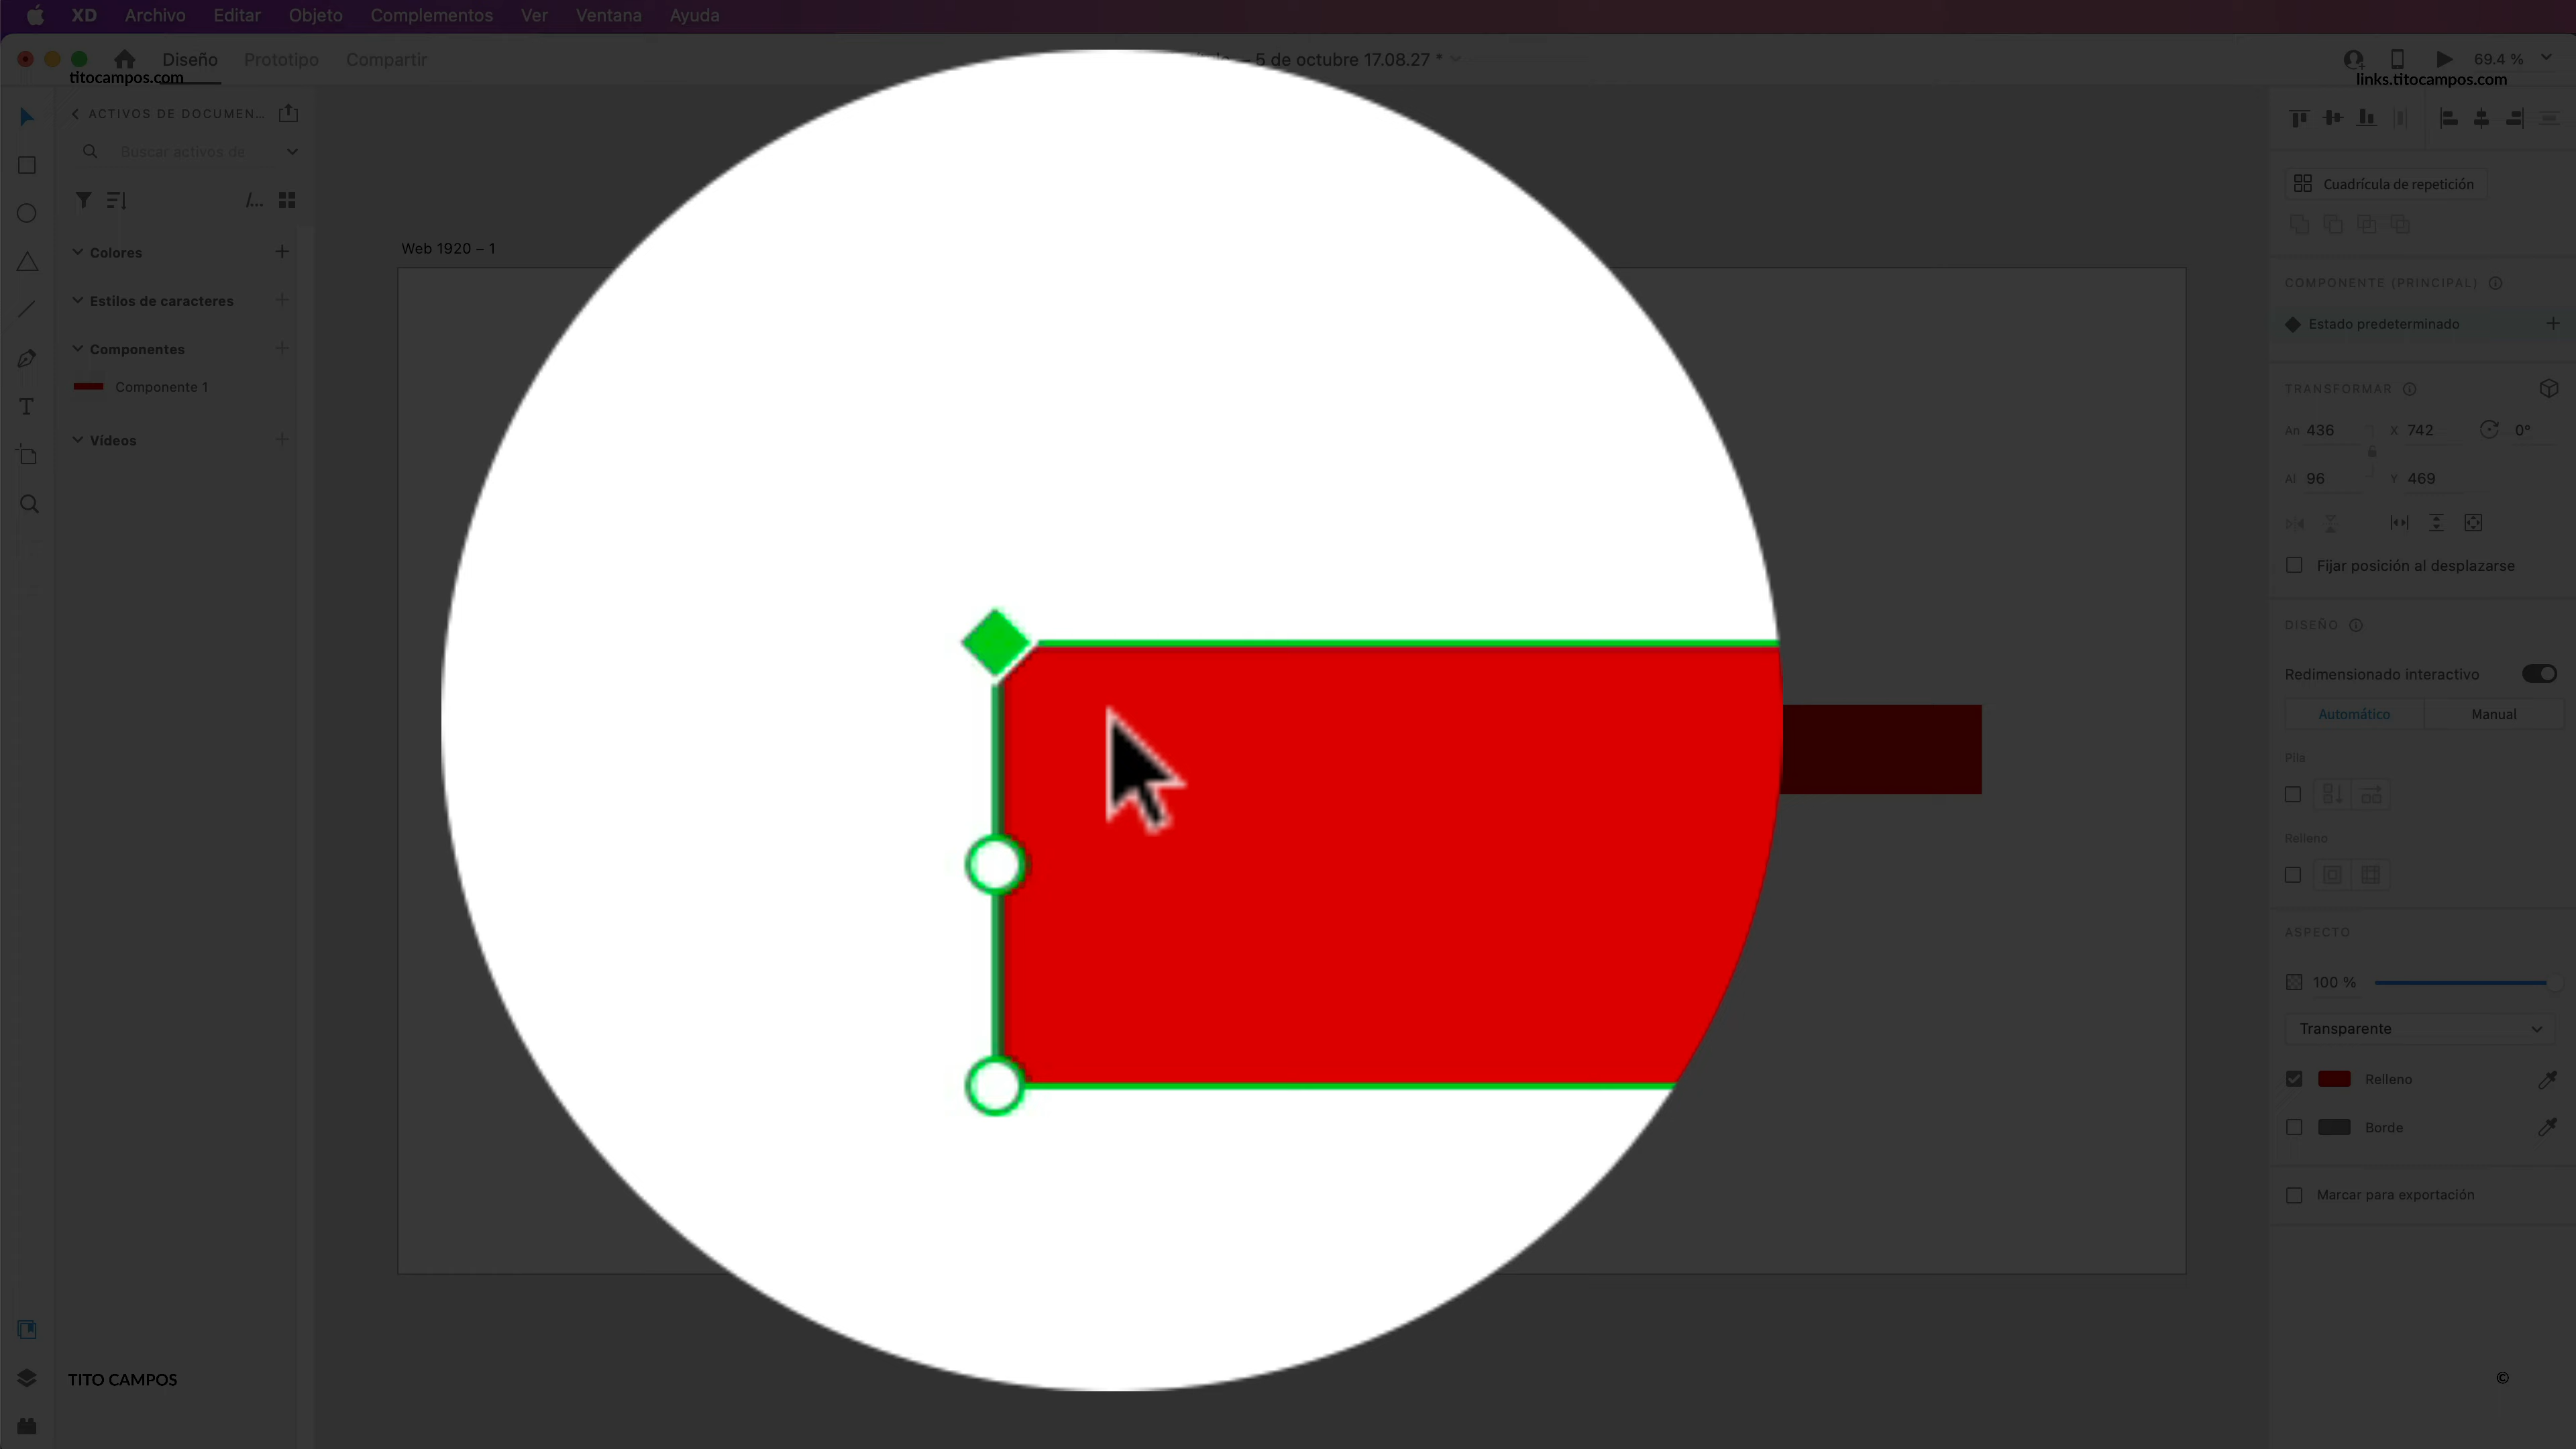 XD Archivo Editar Objeto Complementos Ver Ventana Ayuda
Diseño Prototipo Compartir
– 5 de octubre 17.08.27 *
69.4 %
titocampos.com
links.titocampos.com
ACTIVOS DE DOCUMEN...
Buscar activos de
/...
Colores
Estilos de caracteres
Componentes
Componente 1
Vídeos
Web 1920 – 1
Cuadrícula de repetición
COMPONENTE (PRINCIPAL)
Estado predeterminado
TRANSFORMAR
An 436 X 742 0°
Al 96 Y 469
Fijar posición al desplazarse
DISEÑO
Redimensionado interactivo
Automático Manual
Pila
Relleno
ASPECTO
100 %
Transparente
Relleno
Borde
Marcar para exportación
TITO CAMPOS
©